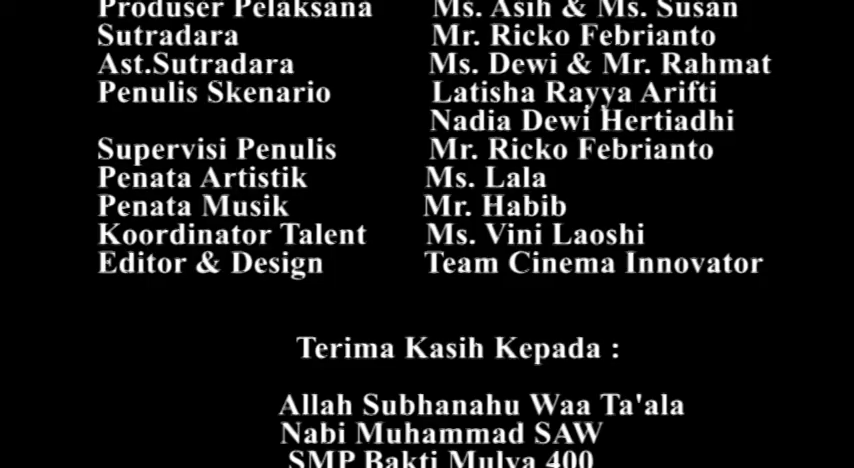 Produser Pelaksana Ms. Asih & Ms. Susan
Sutradara Mr. Ricko Febrianto
Ast.Sutradara Ms. Dewi & Mr. Rahmat
Penulis Skenario Latisha Rayya Arifti
Nadia Dewi Hertiadhi
Supervisi Penulis Mr. Ricko Febrianto
Penata Artistik Ms. Lala
Penata Musik Mr. Habib
Koordinator Talent Ms. Vini Laoshi
Editor & Design Team Cinema Innovator
Terima Kasih Kepada :
Allah Subhanahu Waa Ta'ala
Nabi Muhammad SAW
SMP Bakti Mulya 400